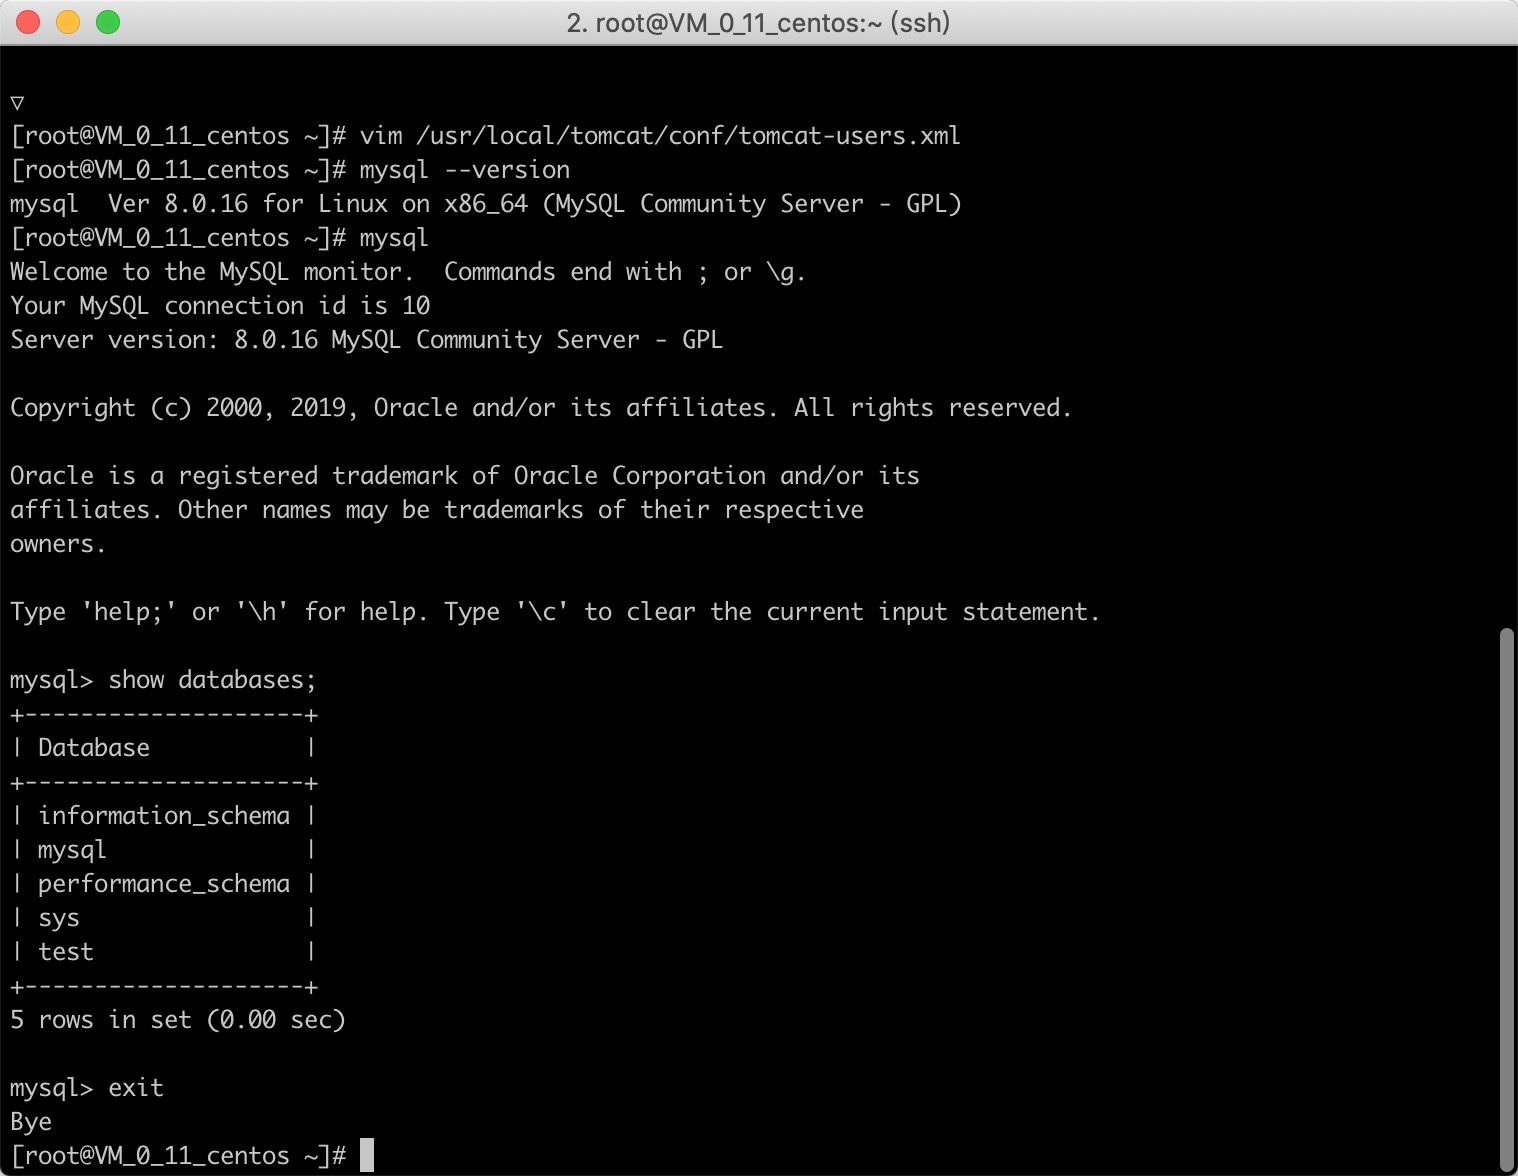 2. root@VM_0_11_centos:~ (ssh)
▽
[root@VM_0_11_centos ~]# vim /usr/local/tomcat/conf/tomcat-users.xml
[root@VM_0_11_centos ~]# mysql --version
mysql  Ver 8.0.16 for Linux on x86_64 (MySQL Community Server - GPL)
[root@VM_0_11_centos ~]# mysql
Welcome to the MySQL monitor.  Commands end with ; or \g.
Your MySQL connection id is 10
Server version: 8.0.16 MySQL Community Server - GPL

Copyright (c) 2000, 2019, Oracle and/or its affiliates. All rights reserved.

Oracle is a registered trademark of Oracle Corporation and/or its
affiliates. Other names may be trademarks of their respective
owners.

Type 'help;' or '\h' for help. Type '\c' to clear the current input statement.

mysql> show databases;
+--------------------+
| Database           |
+--------------------+
| information_schema |
| mysql              |
| performance_schema |
| sys                |
| test               |
+--------------------+
5 rows in set (0.00 sec)

mysql> exit
Bye
[root@VM_0_11_centos ~]#